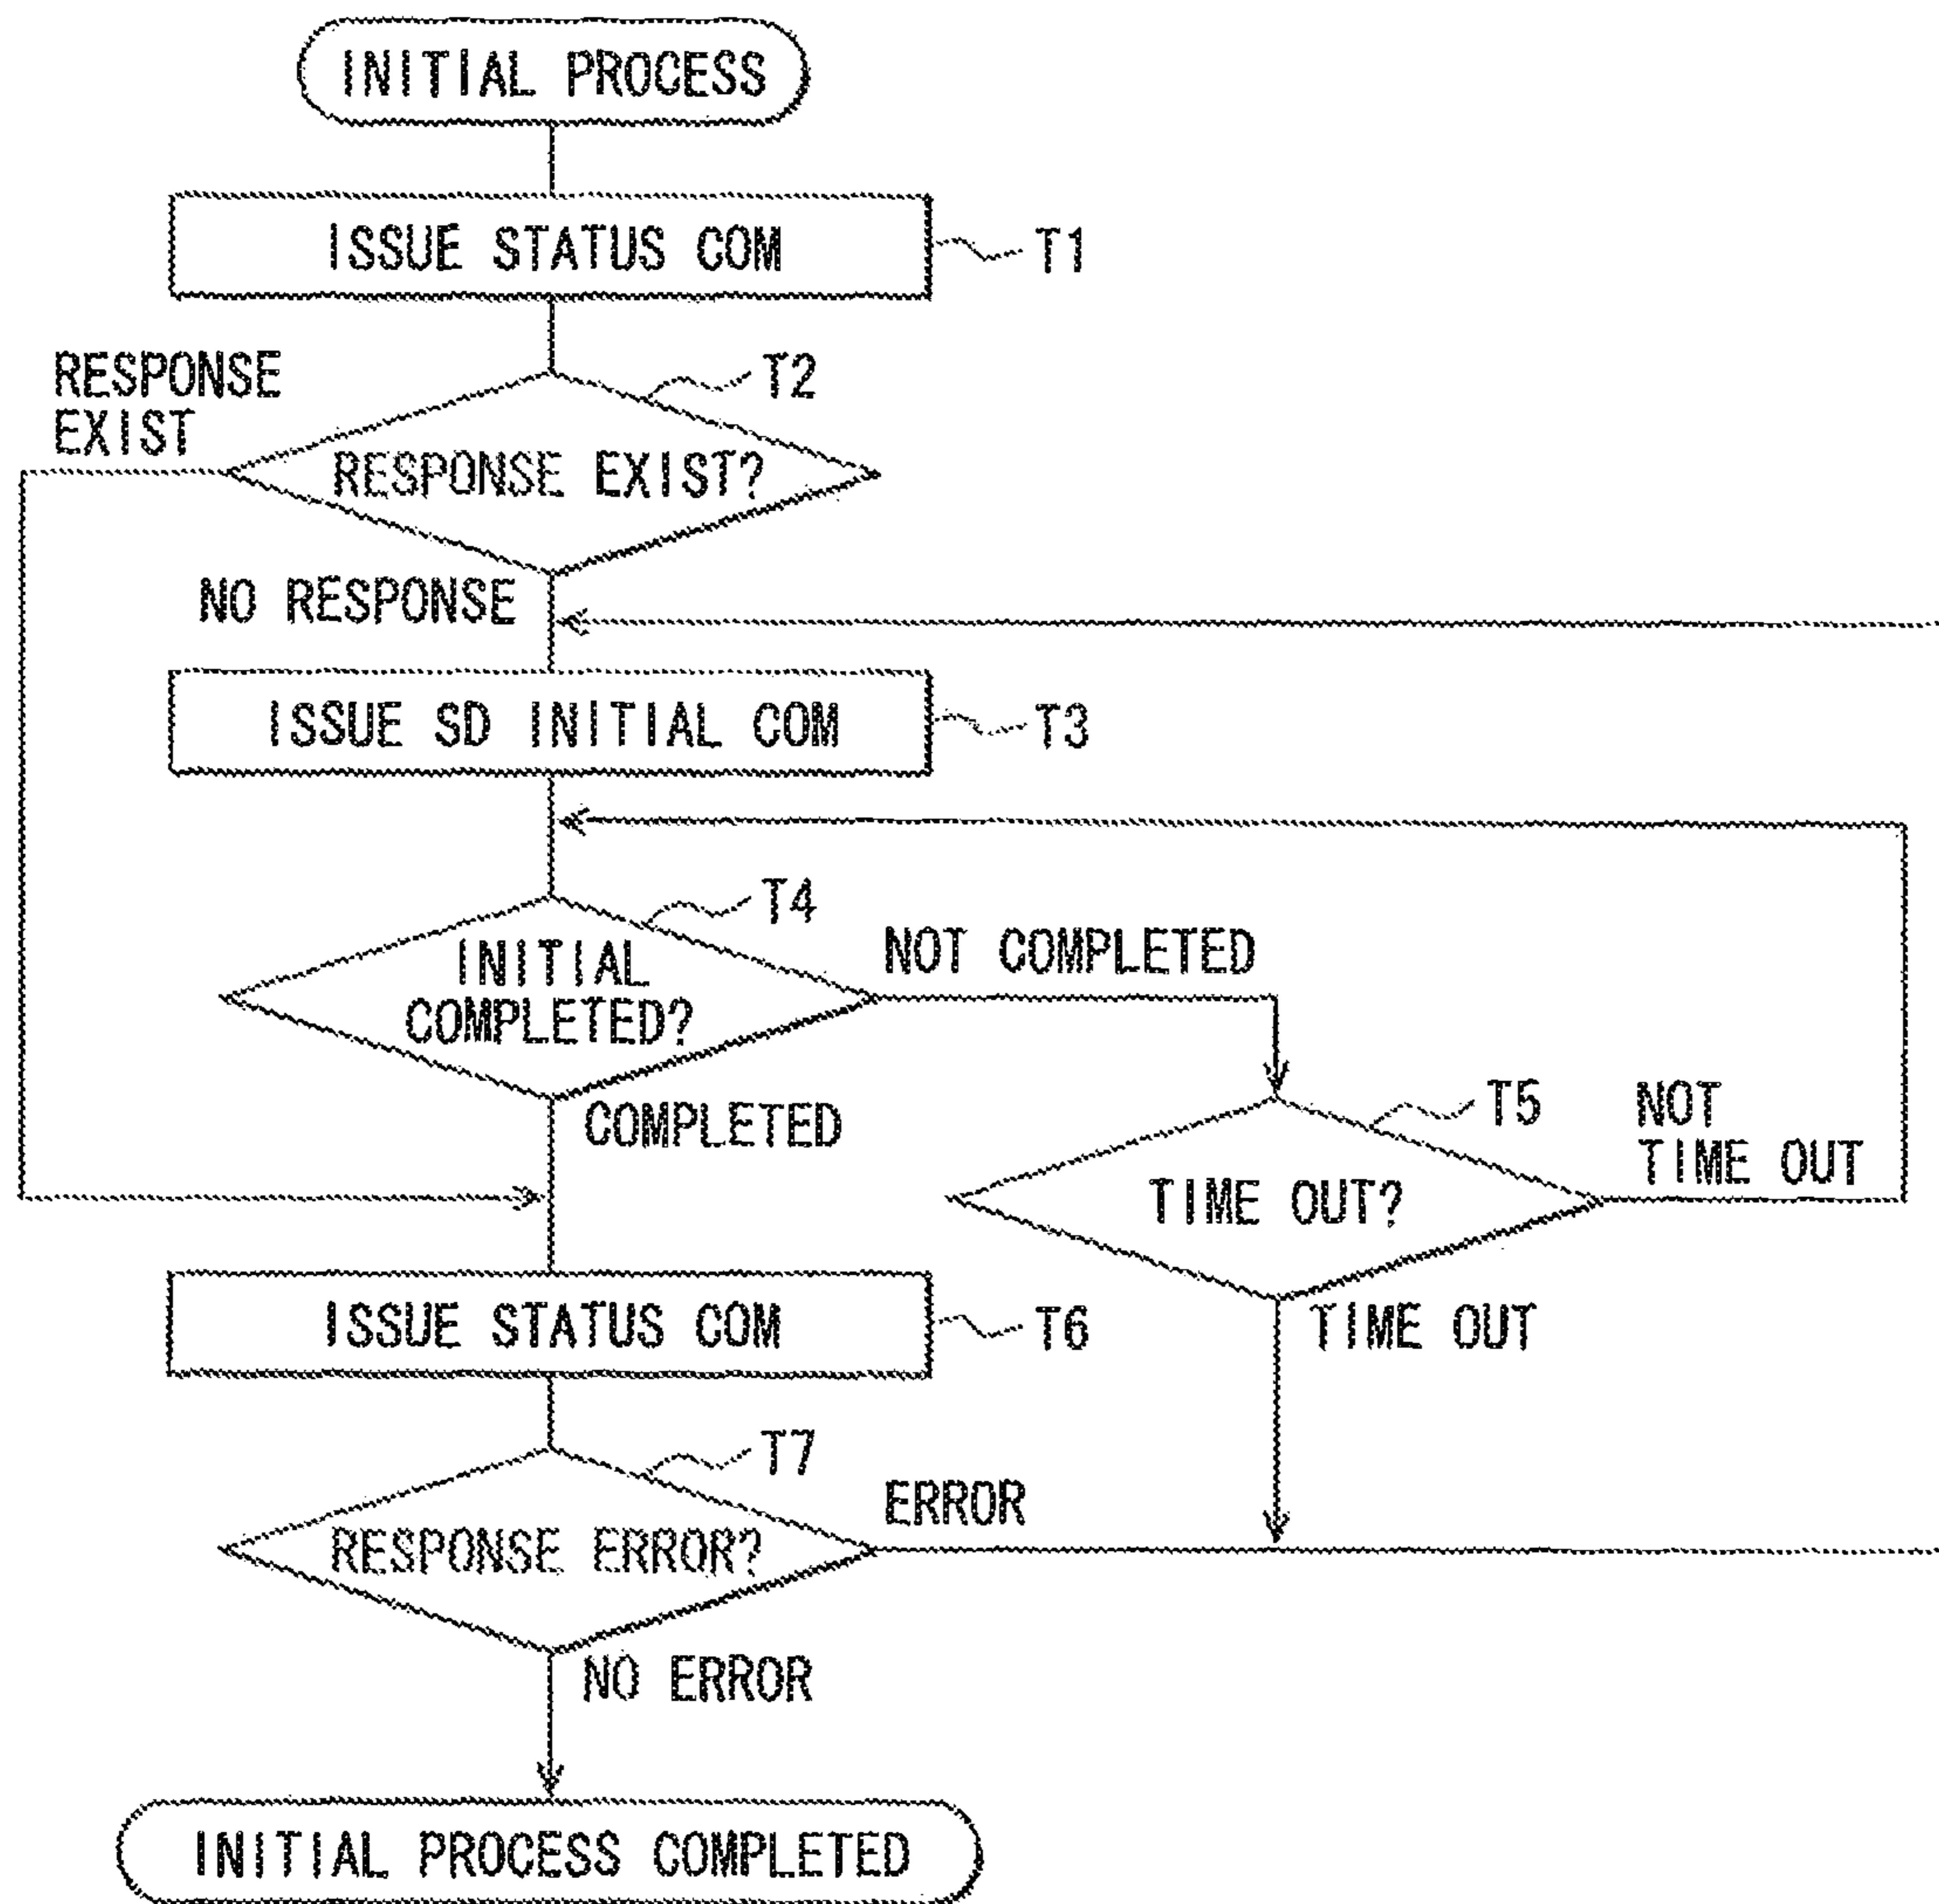 INITIAL PROCESS
ISSUE STATUS COM
T1
RESPONSE
EXIST
T2
RESPONSE EXIST?
NO RESPONSE
ISSUE SD INITIAL COM
T3
T4
INITIAL
COMPLETED?
NOT COMPLETED
COMPLETED
T5
NOT
TIME OUT
TIME OUT?
TIME OUT
ISSUE STATUS COM
T6
T7
RESPONSE ERROR?
ERROR
NO ERROR
INITIAL PROCESS COMPLETED